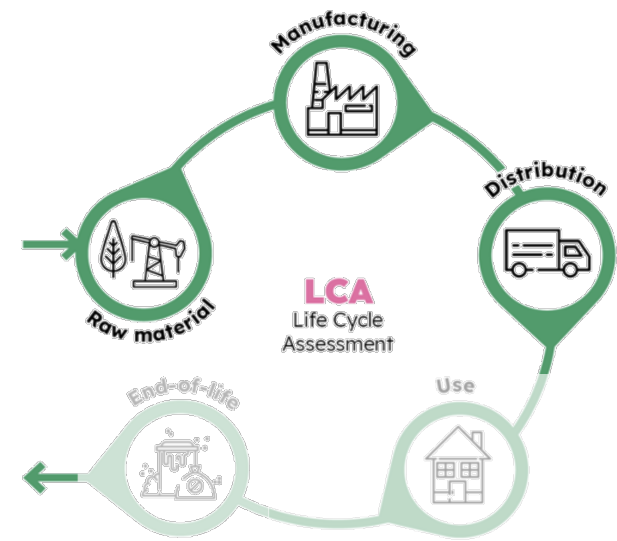 Manufacturing
Distribution
Raw material
LCA
Life Cycle
Assessment
Use
End-of-life